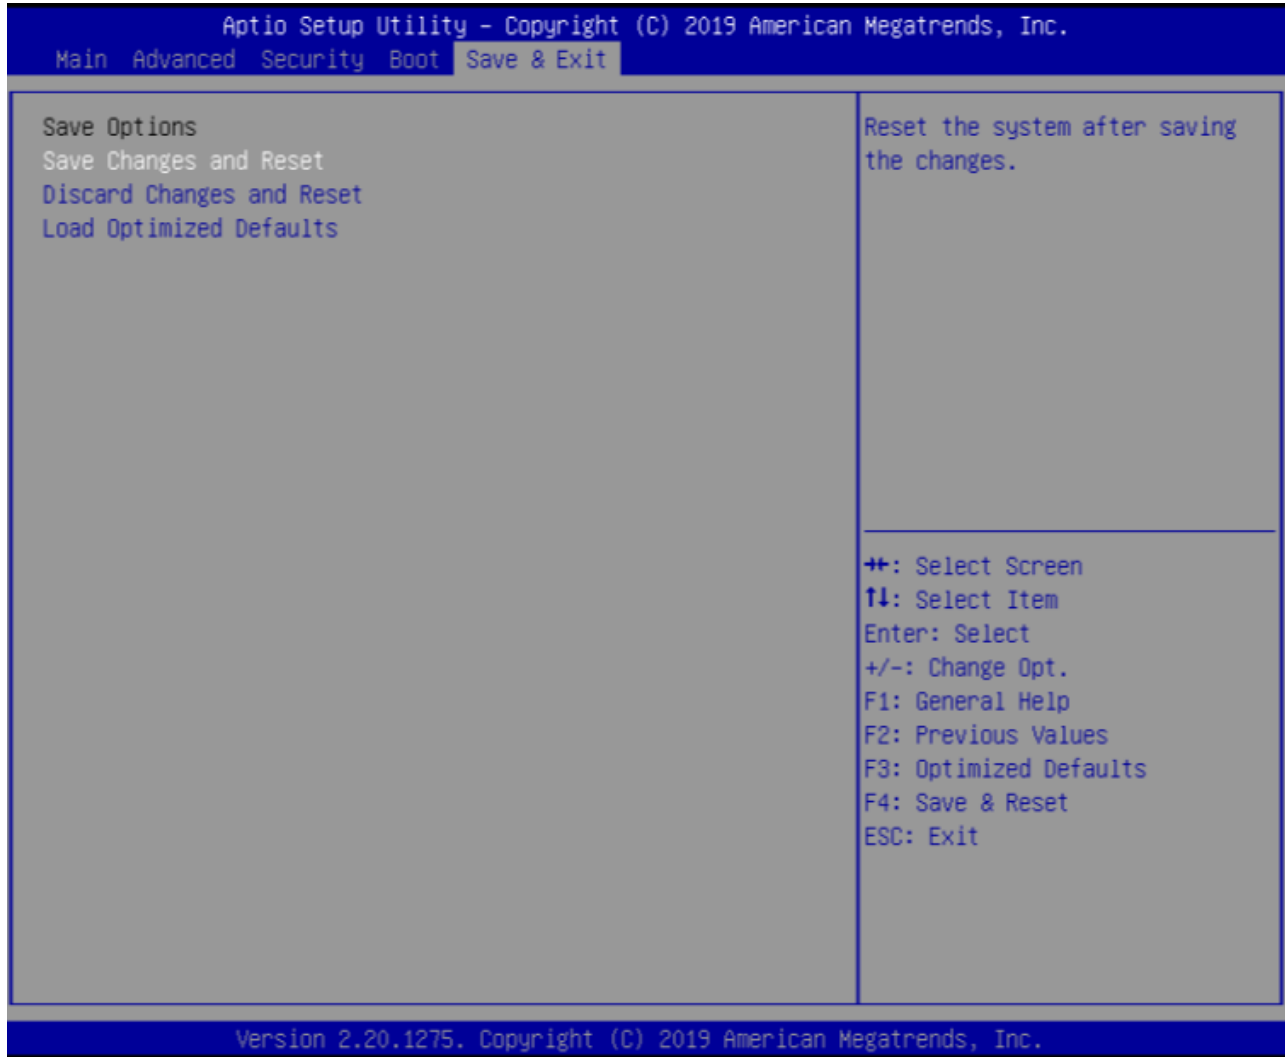 Aptio Setup Utility – Copyright (C) 2019 American Megatrends, Inc.
Main Advanced Security Boot Save & Exit
Save Options
Save Changes and Reset
Discard Changes and Reset
Load Optimized Defaults
Reset the system after saving
the changes.
→←: Select Screen
↑↓: Select Item
Enter: Select
+/-: Change Opt.
F1: General Help
F2: Previous Values
F3: Optimized Defaults
F4: Save & Reset
ESC: Exit
Version 2.20.1275. Copyright (C) 2019 American Megatrends, Inc.